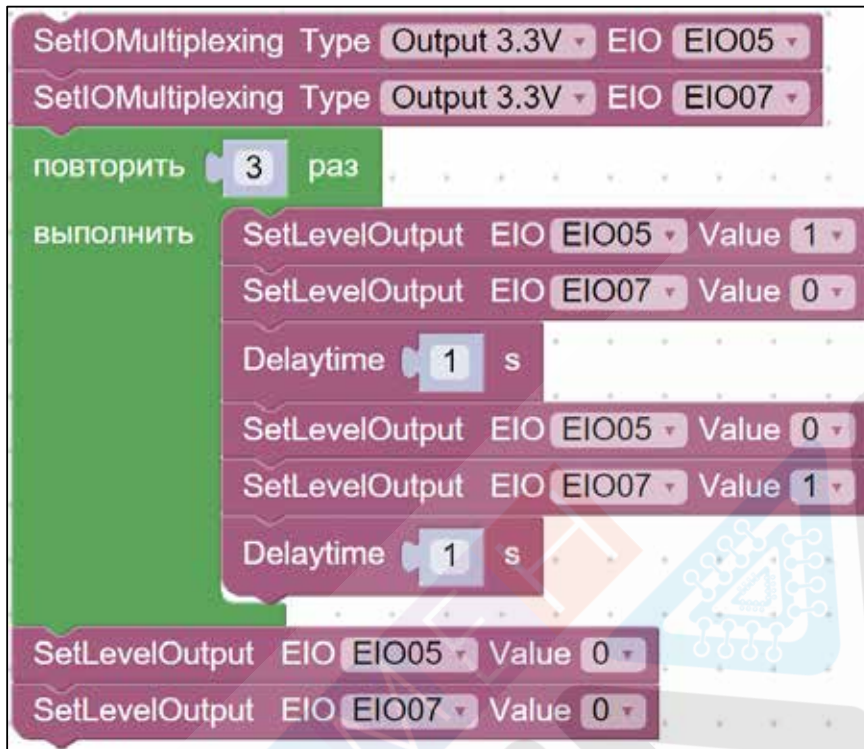 SetIOMultiplexing Type Output 3.3V EIO EIO05
SetIOMultiplexing Type Output 3.3V EIO EIO07
повторить 3 раз
выполнить SetLevelOutput EIO EIO05 Value 1
SetLevelOutput EIO EIO07 Value 0
Delaytime 1 s
SetLevelOutput EIO EIO05 Value 0
SetLevelOutput EIO EIO07 Value 1
Delaytime 1 s
SetLevelOutput EIO EIO05 Value 0
SetLevelOutput EIO EIO07 Value 0